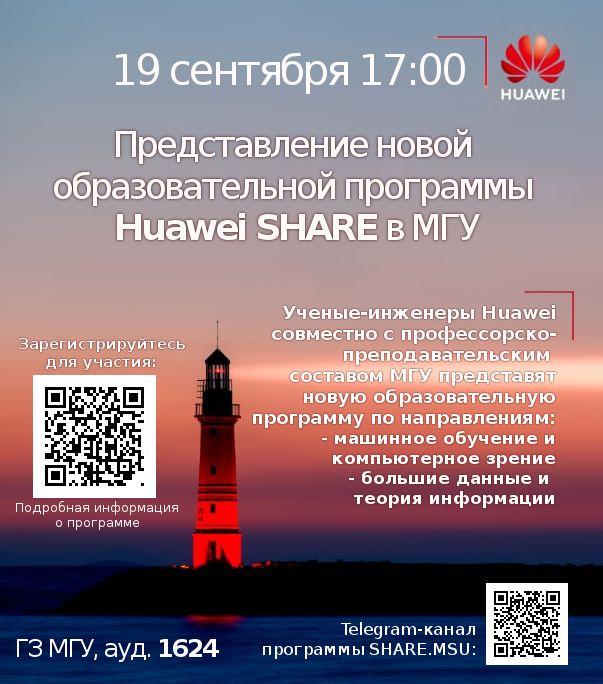 19 сентября 17:00
HUAWEI
Представление новой
образовательной программы
Huawei SHARE в МГУ
Ученые-инженеры Huawei
совместно с профессорско-
преподавательским
составом МГУ представят
новую образовательную
программу по направлениям:
- машинное обучение и
компьютерное зрение
- большие данные и
теория информации
Зарегистрируйтесь
для участия:
Подробная информация
о программе
ГЗ МГУ, ауд. 1624
Telegram-канал
программы SHARE.MSU: